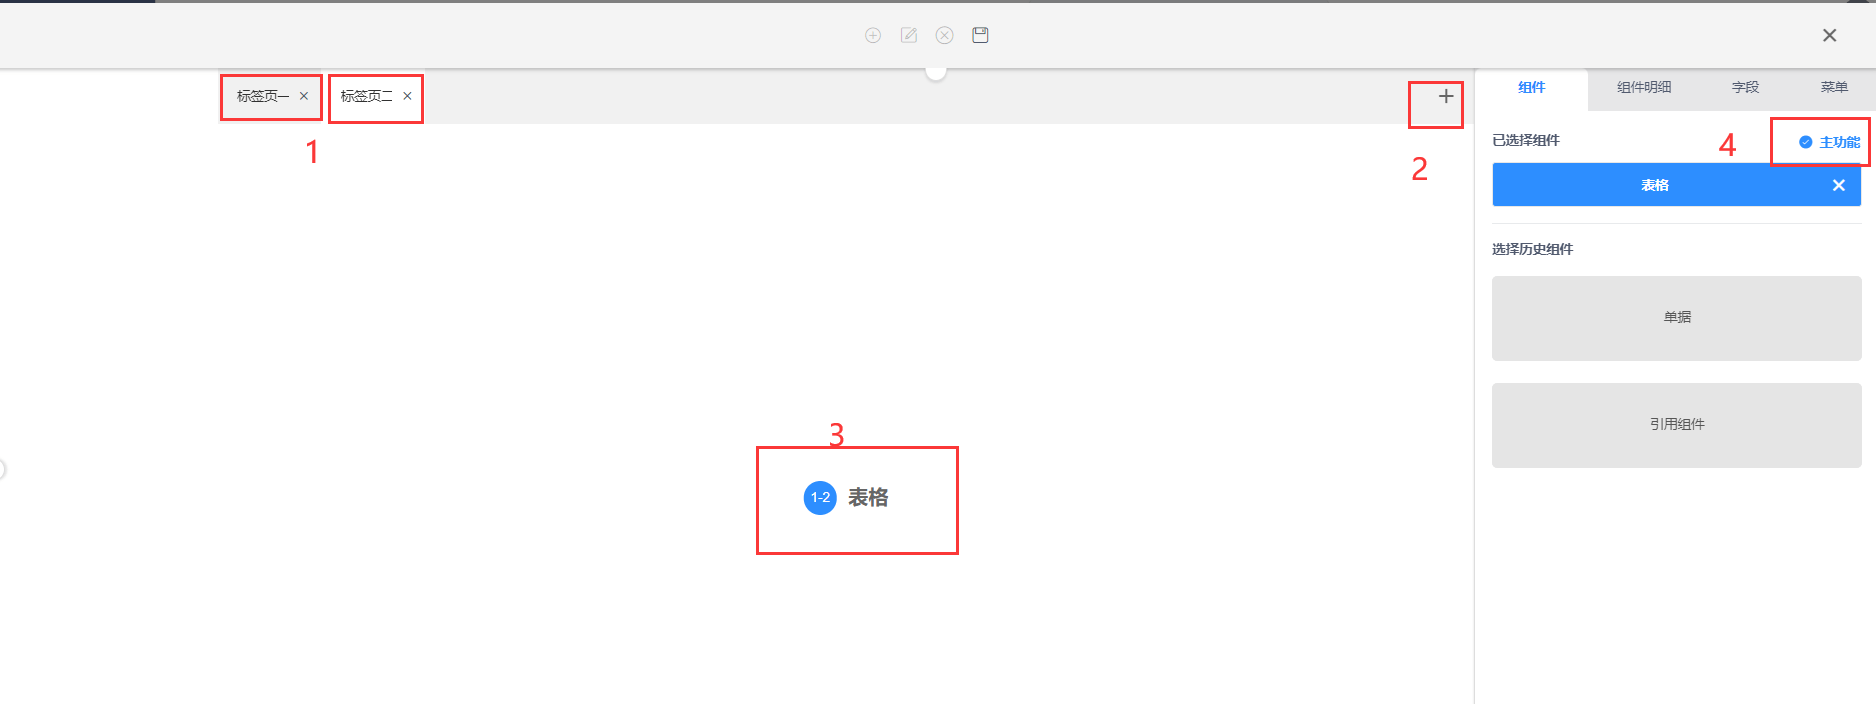 标签页一
标签页二
1
2
3
1-2 表格
组件 组件明细 字段 菜单
已选择组件
4
主功能
表格
选择历史组件
单据
引用组件